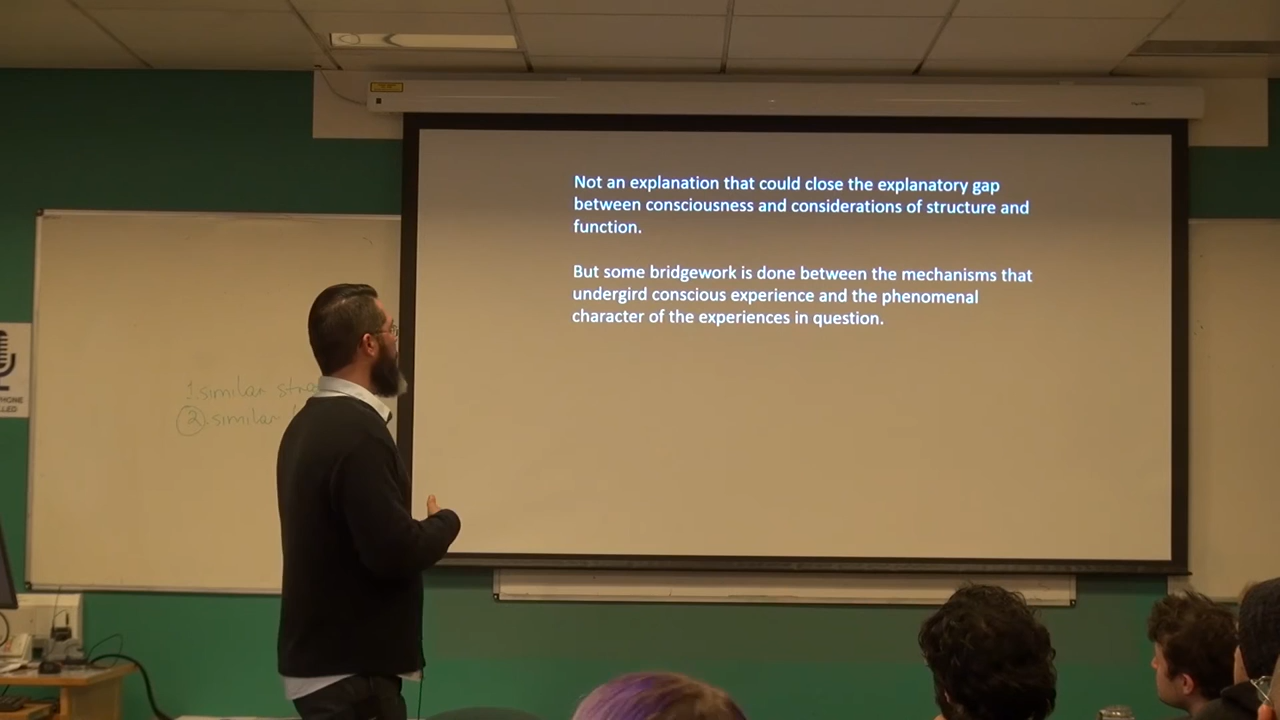 Not an explanation that could close the explanatory gap
between consciousness and considerations of structure and
function.
But some bridgework is done between the mechanisms that
undergird conscious experience and the phenomenal
character of the experiences in question.
1. similar
2. similar